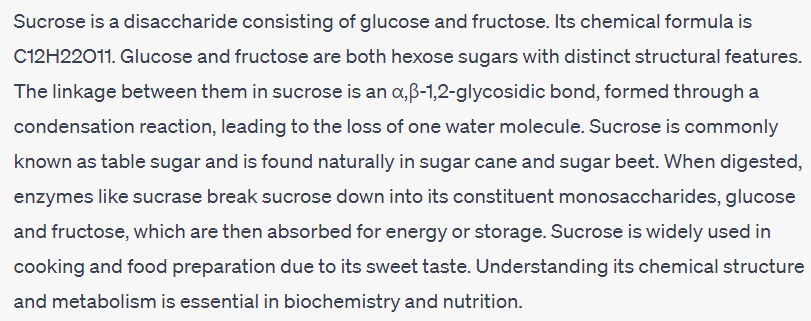 Sucrose is a disaccharide consisting of glucose and fructose. Its chemical formula is
C12H22O11. Glucose and fructose are both hexose sugars with distinct structural features.
The linkage between them in sucrose is an α,β-1,2-glycosidic bond, formed through a
condensation reaction, leading to the loss of one water molecule. Sucrose is commonly
known as table sugar and is found naturally in sugar cane and sugar beet. When digested,
enzymes like sucrase break sucrose down into its constituent monosaccharides, glucose
and fructose, which are then absorbed for energy or storage. Sucrose is widely used in
cooking and food preparation due to its sweet taste. Understanding its chemical structure
and metabolism is essential in biochemistry and nutrition.